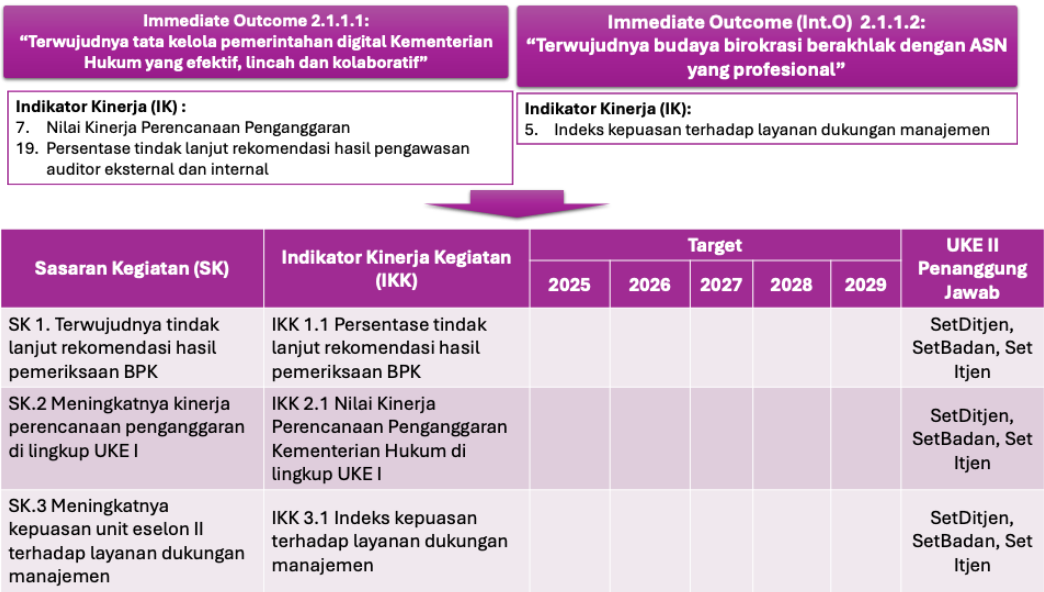 Immediate Outcome 2.1.1.1:
“Terwujudnya tata kelola pemerintahan digital Kementerian
Hukum yang efektif, lincah dan kolaboratif”
Indikator Kinerja (IK) :
7. Nilai Kinerja Perencanaan Penganggaran
19. Persentase tindak lanjut rekomendasi hasil pengawasan
auditor eksternal dan internal
Immediate Outcome (Int.O) 2.1.1.2:
“Terwujudnya budaya birokrasi berakhlak dengan ASN
yang profesional”
Indikator Kinerja (IK):
5. Indeks kepuasan terhadap layanan dukungan manajemen
Sasaran Kegiatan (SK)
Indikator Kinerja Kegiatan
(IKK)
Target
2025 2026 2027 2028 2029
UKE II
Penanggung
Jawab
SK 1. Terwujudnya tindak
lanjut rekomendasi hasil
pemeriksaan BPK
IKK 1.1 Persentase tindak
lanjut rekomendasi hasil
pemeriksaan BPK
SetDitjen,
SetBadan, Set
Itjen
SK.2 Meningkatnya kinerja
perencanaan penganggaran
di lingkup UKE I
IKK 2.1 Nilai Kinerja
Perencanaan Penganggaran
Kementerian Hukum di
lingkup UKE I
SetDitjen,
SetBadan, Set
Itjen
SK.3 Meningkatnya
kepuasan unit eselon II
terhadap layanan dukungan
manajemen
IKK 3.1 Indeks kepuasan
terhadap layanan dukungan
manajemen
SetDitjen,
SetBadan, Set
Itjen